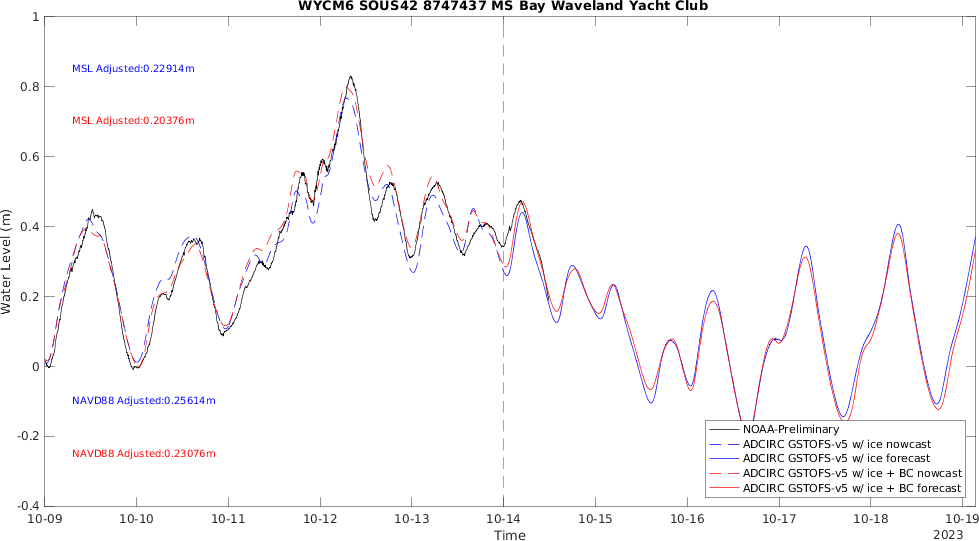 WYCM6 SOUS42 8747437 MS Bay Waveland Yacht Club
1
0.8
0.6
0.4
0.2
0
-0.2
-0.4
Water Level (m)
MSL Adjusted:0.22914m
MSL Adjusted:0.20376m
NAVD88 Adjusted:0.25614m
NAVD88 Adjusted:0.23076m
NOAA-Preliminary
ADCIRC GSTOFS-v5 w/ ice nowcast
ADCIRC GSTOFS-v5 w/ ice forecast
ADCIRC GSTOFS-v5 w/ ice + BC nowcast
ADCIRC GSTOFS-v5 w/ ice + BC forecast
10-09 10-10 10-11 10-12 10-13 10-14 10-15 10-16 10-17 10-18 10-19
Time
2023